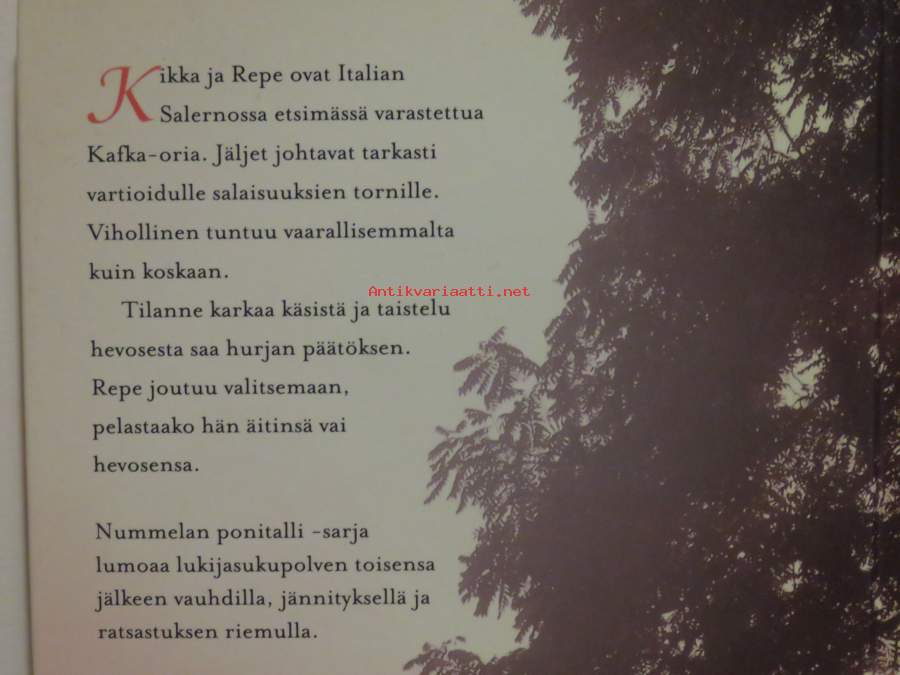 Kikka ja Repe ovat Italian
Salernossa etsimässä varastettua
Kafka-oria. Jäljet johtavat tarkasti
vartioidulle salaisuuksien tornille.
Vihollinen tuntuu vaarallisemmalta
kuin koskaan.
Antikvariaatti.net
Tilanne karkaa käsistä ja taistelu
hevosesta saa hurjan päätöksen.
Repe joutuu valitsemaan,
pelastaako hän äitinsä vai
hevosensa.
Nummelan ponitalli -sarja
lumoaa lukijasukupolven toisensa
jälkeen vauhdilla, jännityksellä ja
ratsastuksen riemulla.